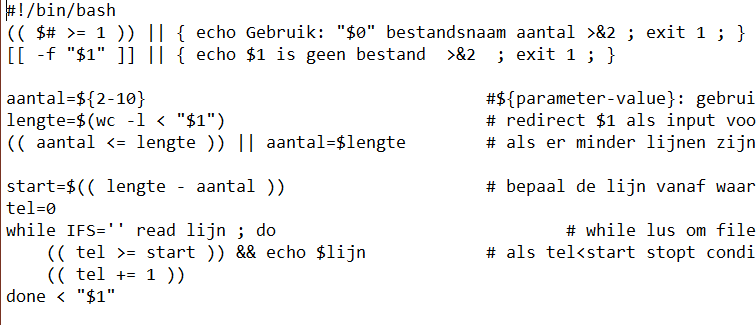 #!/bin/bash
(( $# >= 1 )) || { echo Gebruik: "$0" bestandsnaam aantal >&2 ; exit 1 ; }
[[ -f "$1" ]] || { echo $1 is geen bestand  >&2  ; exit 1 ; }
aantal=${2-10} #${parameter-value}: gebrui
lengte=$(wc -l < "$1") # redirect $1 als input voo
(( aantal <= lengte )) || aantal=$lengte # als er minder lijnen zijn
start=$(( lengte - aantal )) # bepaal de lijn vanaf waar
tel=0
while IFS='' read lijn ; do # while lus om file
    (( tel >= start )) && echo $lijn # als tel<start stopt condi
    (( tel += 1 ))
done < "$1"